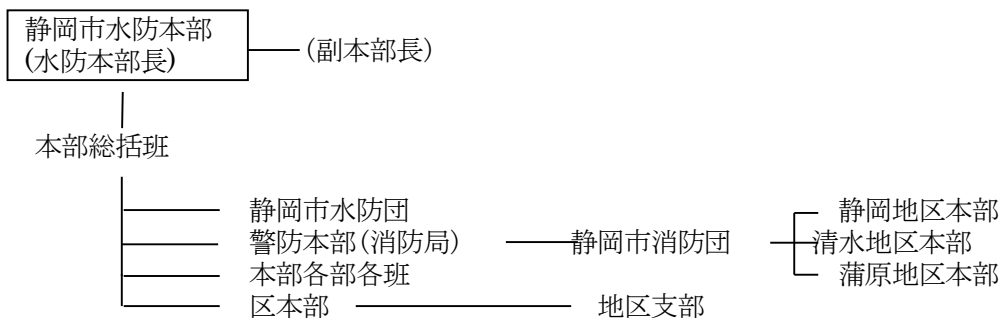 静岡市水防本部
(水防本部長)
(副本部長)
本部総括班
静岡市水防団
警防本部(消防局)
静岡市消防団
静岡地区本部
清水地区本部
蒲原地区本部
本部各部各班
区本部
地区支部